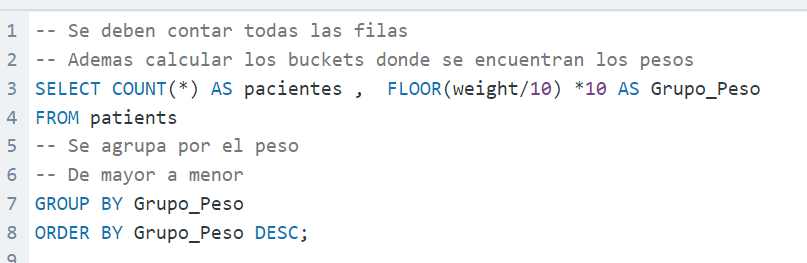 1 -- Se deben contar todas las filas
2 -- Ademas calcular los buckets donde se encuentran los pesos
3 SELECT COUNT(*) AS pacientes ,  FLOOR(weight/10) *10 AS Grupo_Peso
4 FROM patients
5 -- Se agrupa por el peso
6 -- De mayor a menor
7 GROUP BY Grupo_Peso
8 ORDER BY Grupo_Peso DESC;
9